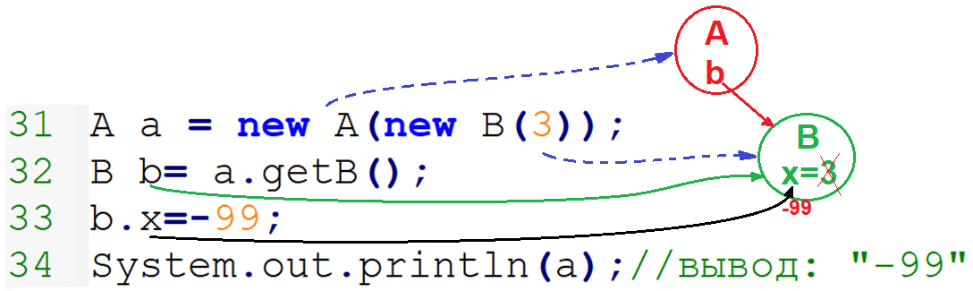 A
b
31 A a = new A(new B(3));
B
32 B b= a.getB();
x=3
-99
33 b.x=-99;
34 System.out.println(a);//вывод: "-99"